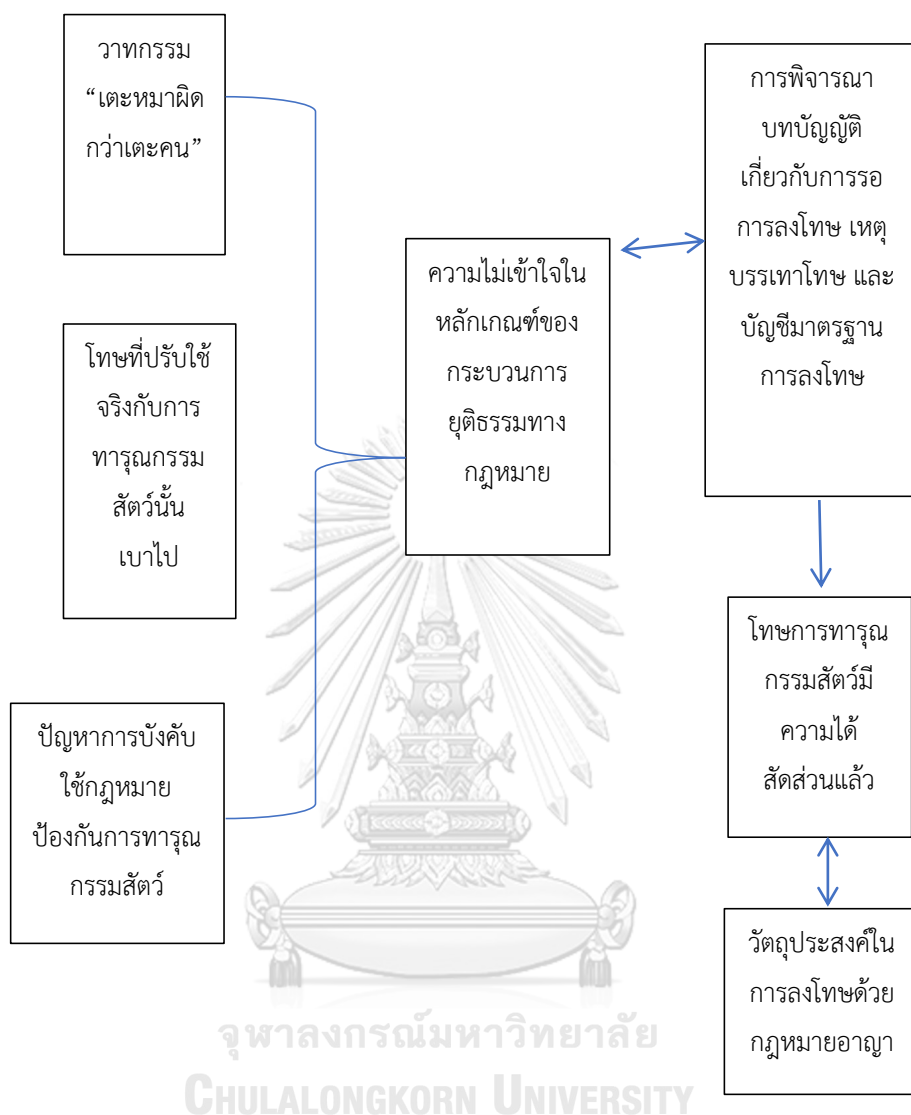 วาทกรรม
“เตะหมาผิด
กว่าเตะคน”
โทษที่ปรับใช้
จริงกับการ
ทารุณกรรม
สัตว์นั้น
เบาไป
ปัญหาการบังคับ
ใช้กฎหมาย
ป้องกันการทารุณ
กรรมสัตว์
ความไม่เข้าใจใน
หลักเกณฑ์ของ
กระบวนการ
ยุติธรรมทาง
กฎหมาย
การพิจารณา
บทบัญญัติ
เกี่ยวกับการรอ
การลงโทษ เหตุ
บรรเทาโทษ และ
บัญชีมาตรฐาน
การลงโทษ
โทษการทารุณ
กรรมสัตว์มี
ความได้
สัดส่วนแล้ว
วัตถุประสงค์ใน
การลงโทษด้วย
กฎหมายอาญา
จุฬาลงกรณ์มหาวิทยาลัย
CHULALONGKORN UNIVERSITY